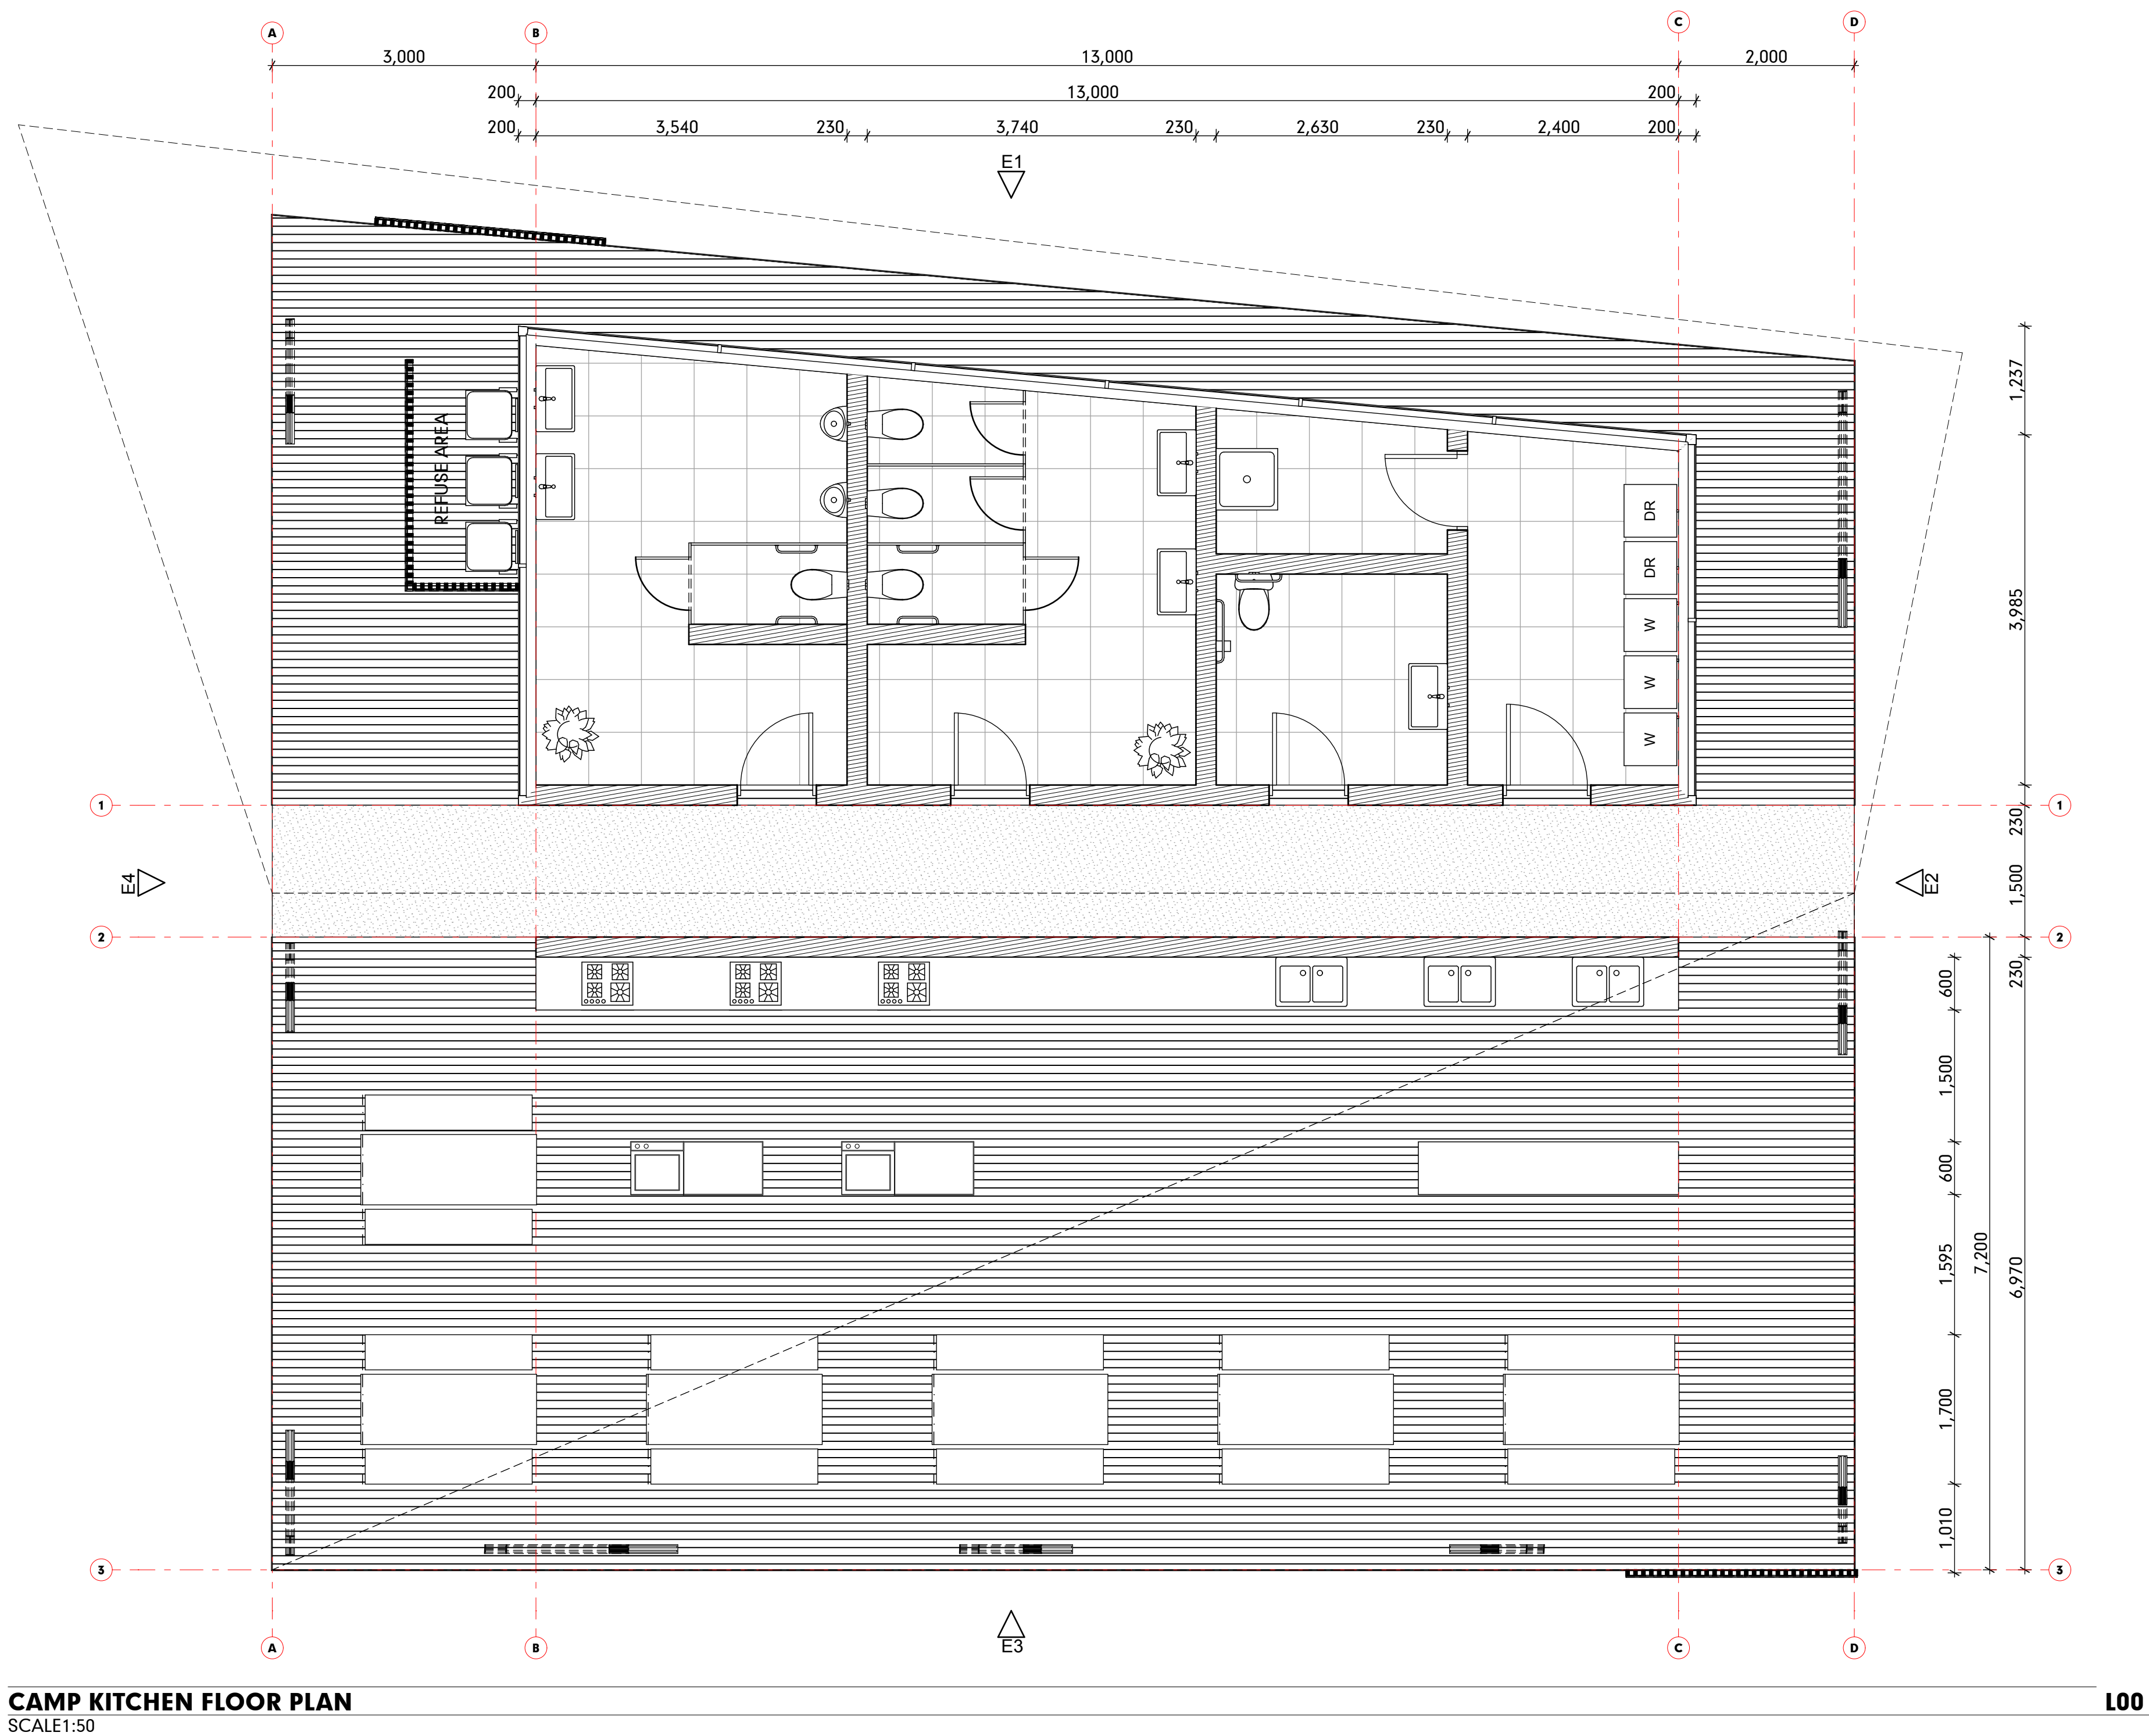 A B C D
3,000 13,000 2,000
200 13,000 200
200 3,540 230 3,740 230 2,630 230 2,400 200
E1
1,237
REFUSE AREA
DR
DR
3,985
W
W
W
1 1
230
E4 E2
1,500
2 2
600 230
1,500
600
1,595 7,200 6,970
1,700
1,010
3 3
E3
A B C D
CAMP KITCHEN FLOOR PLAN L00
SCALE1:50